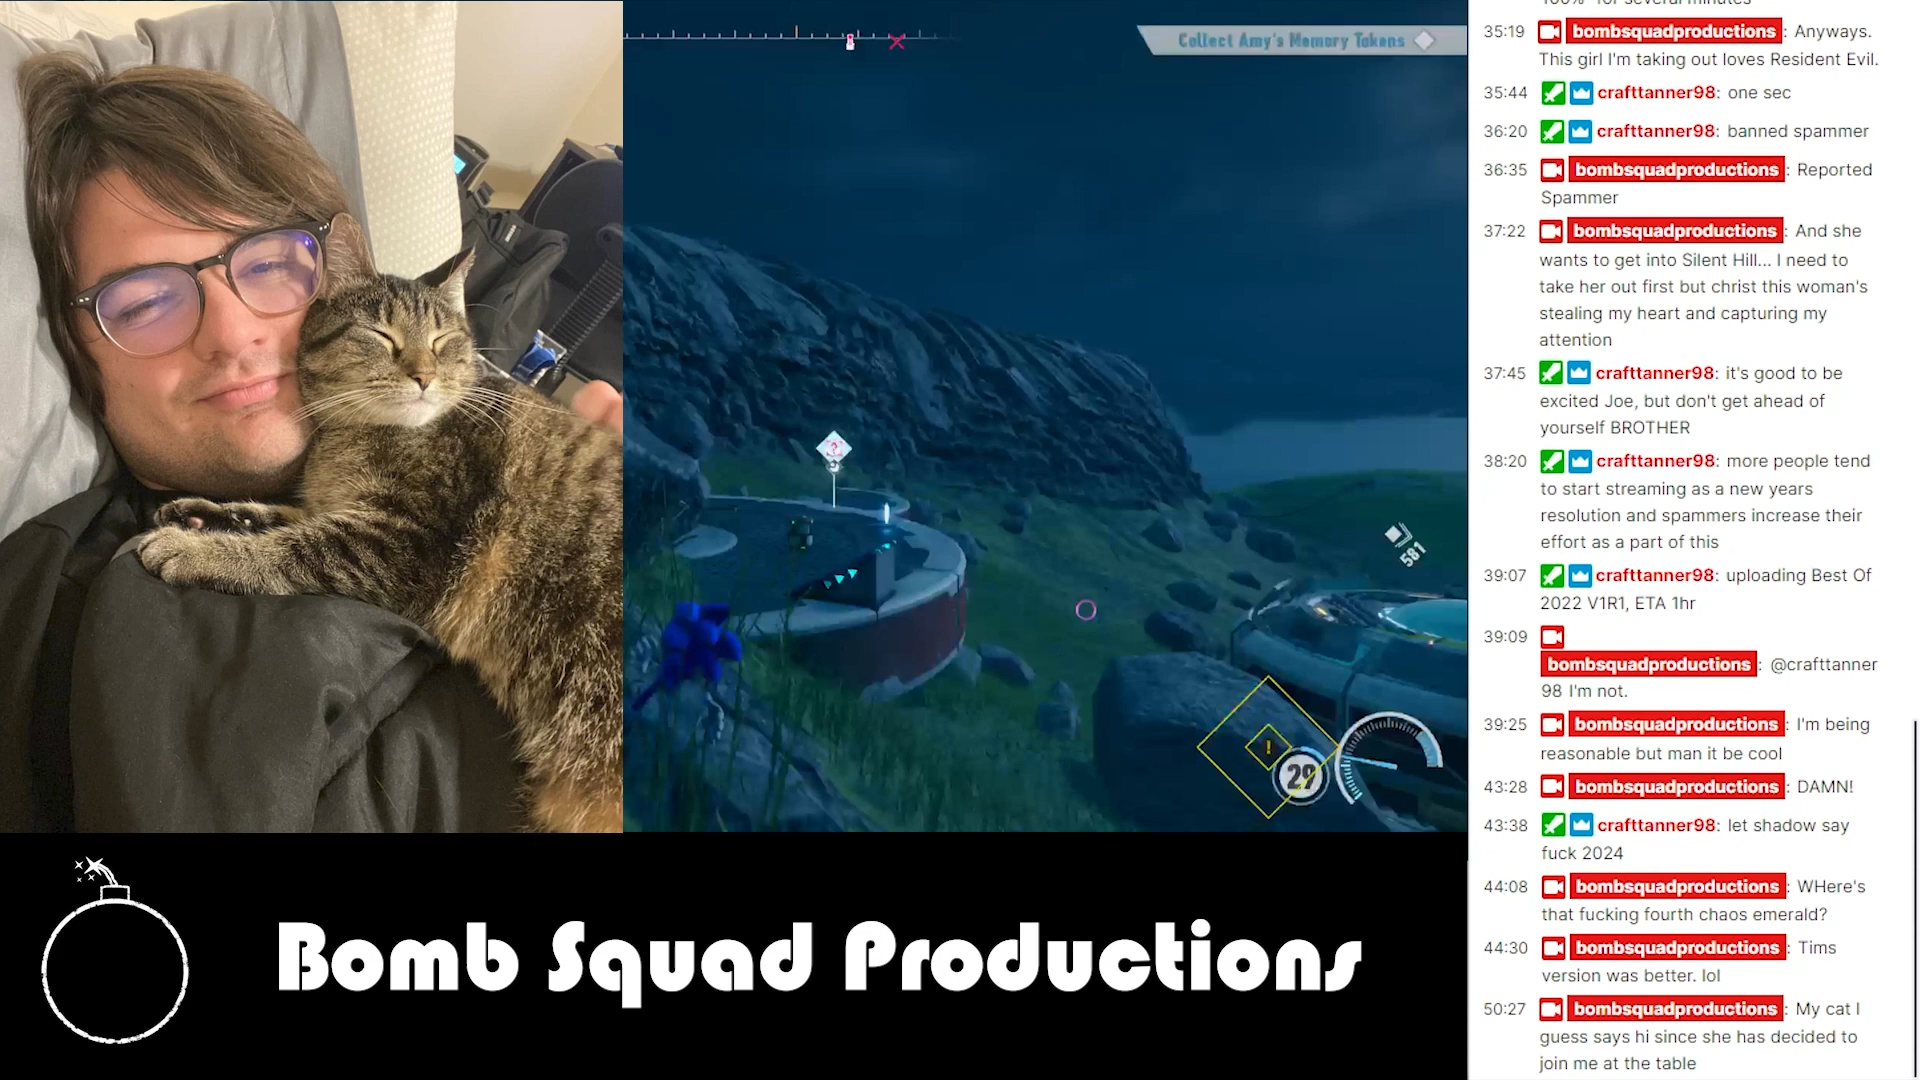 Collect Amy's Memory Tokens
?
581
!
29
Bomb Squad Productions
35:19 bombsquadproductions: Anyways.
This girl I'm taking out loves Resident Evil.
35:44 crafttanner98: one sec
36:20 crafttanner98: banned spammer
36:35 bombsquadproductions: Reported
Spammer
37:22 bombsquadproductions: And she
wants to get into Silent Hill... I need to
take her out first but christ this woman's
stealing my heart and capturing my
attention
37:45 crafttanner98: it's good to be
excited Joe, but don't get ahead of
yourself BROTHER
38:20 crafttanner98: more people tend
to start streaming as a new years
resolution and spammers increase their
effort as a part of this
39:07 crafttanner98: uploading Best Of
2022 V1R1, ETA 1hr
39:09
bombsquadproductions: @crafttanner
98 I'm not.
39:25 bombsquadproductions: I'm being
reasonable but man it be cool
43:28 bombsquadproductions: DAMN!
43:38 crafttanner98: let shadow say
fuck 2024
44:08 bombsquadproductions: WHere's
that fucking fourth chaos emerald?
44:30 bombsquadproductions: Tims
version was better. lol
50:27 bombsquadproductions: My cat I
guess says hi since she has decided to
join me at the table